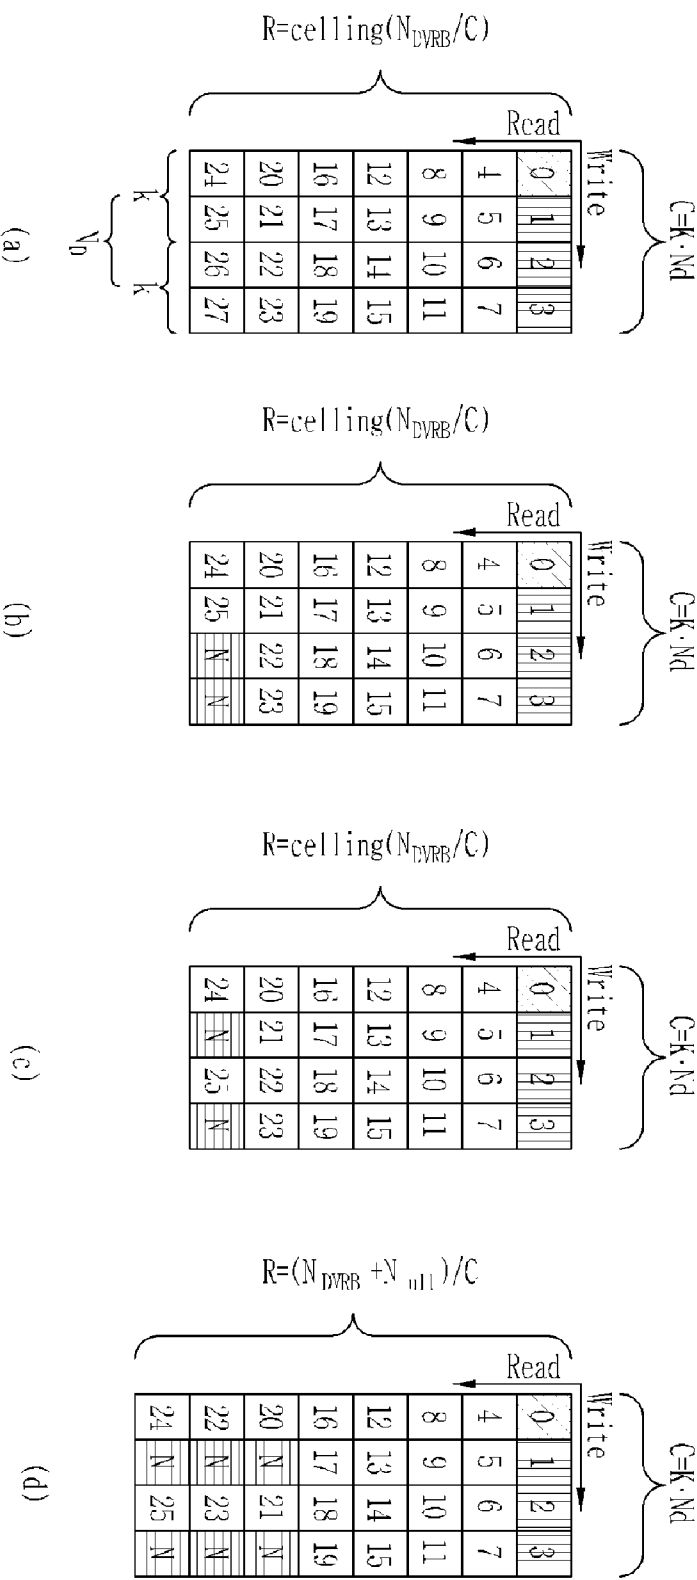 C=K·Nd
Write
Read
R=celling(N_DVRB/C)
0 1 2 3
4 5 6 7
8 9 10 11
12 13 14 15
16 17 18 19
20 21 22 23
24 25 26 27
k k
(a)
C=K·Nd
Write
Read
R=celling(N_DVRB/C)
0 1 2 3
4 5 6 7
8 9 10 11
12 13 14 15
16 17 18 19
20 21 22 23
24 25 N N
(b)
C=K·Nd
Write
Read
R=celling(N_DVRB/C)
0 1 2 3
4 5 6 7
8 9 10 11
12 13 14 15
16 17 18 19
20 21 22 23
24 N 25 N
(c)
C=K·Nd
Write
Read
R=(N_DVRB +N_ull)/C
0 1 2 3
4 5 6 7
8 9 10 11
12 13 14 15
16 17 18 19
20 N 21 N
22 N 23 N
24 N 25 N
(d)